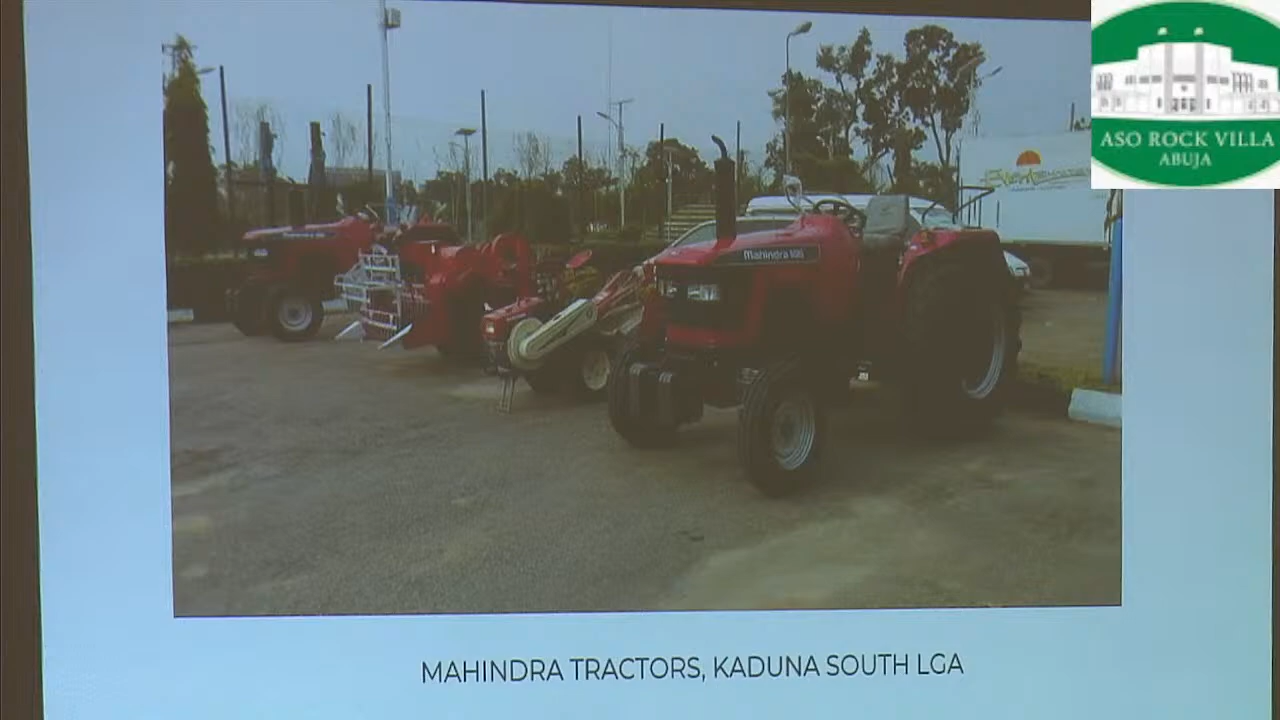 ASO ROCK VILLA
ABUJA
Mahindra
MAHINDRA TRACTORS, KADUNA SOUTH LGA